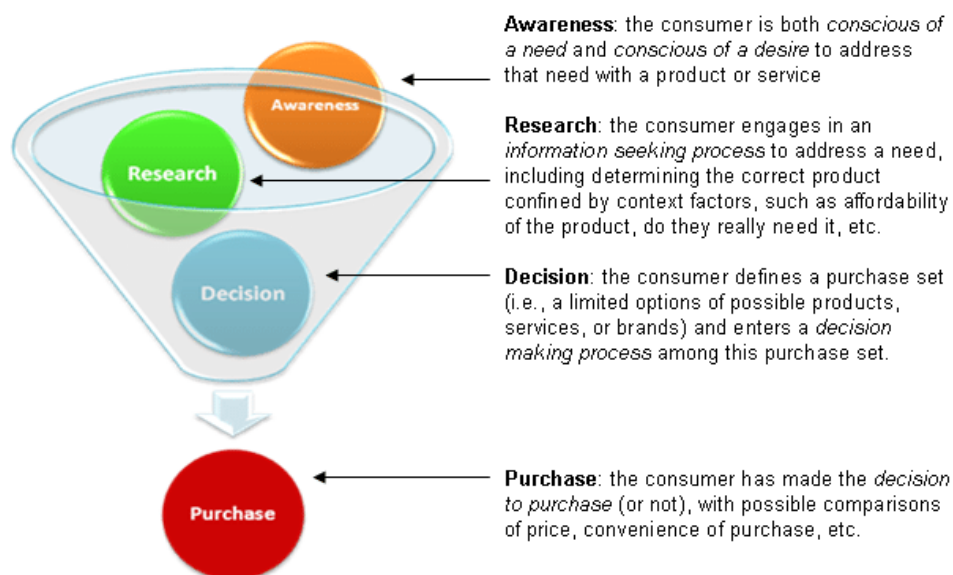 Awareness: the consumer is both conscious of
a need and conscious of a desire to address
that need with a product or service
Awareness
Research: the consumer engages in an
information seeking process to address a need,
including determining the correct product
confined by context factors, such as affordability
of the product, do they really need it, etc.
Research
Decision: the consumer defines a purchase set
(i.e., a limited options of possible products,
services, or brands) and enters a decision
making process among this purchase set.
Decision
Purchase: the consumer has made the decision
to purchase (or not), with possible comparisons
of price, convenience of purchase, etc.
Purchase